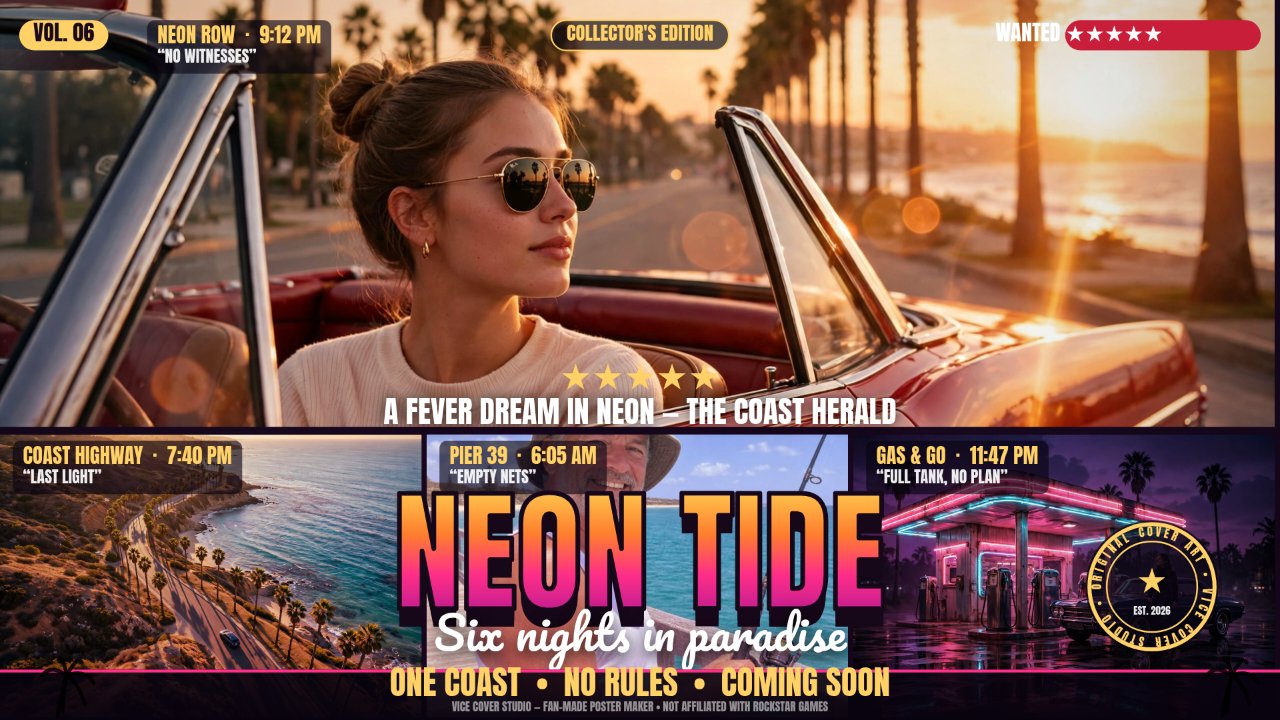 VOL. 06
NEON ROW · 9:12 PM
“NO WITNESSES”
COLLECTOR'S EDITION
WANTED ★★★★★
★★★★★
A FEVER DREAM IN NEON – THE COAST HERALD
COAST HIGHWAY · 7:40 PM
“LAST LIGHT”
PIER 39 · 6:05 AM
“EMPTY NETS”
GAS & GO · 11:47 PM
“FULL TANK, NO PLAN”
NEON TIDE
Six nights in paradise
ORIGINAL COVER ART • VICE COVER STUDIO •
EST. 2026
ONE COAST • NO RULES • COMING SOON
VICE COVER STUDIO – FAN-MADE POSTER MAKER • NOT AFFILIATED WITH ROCKSTAR GAMES